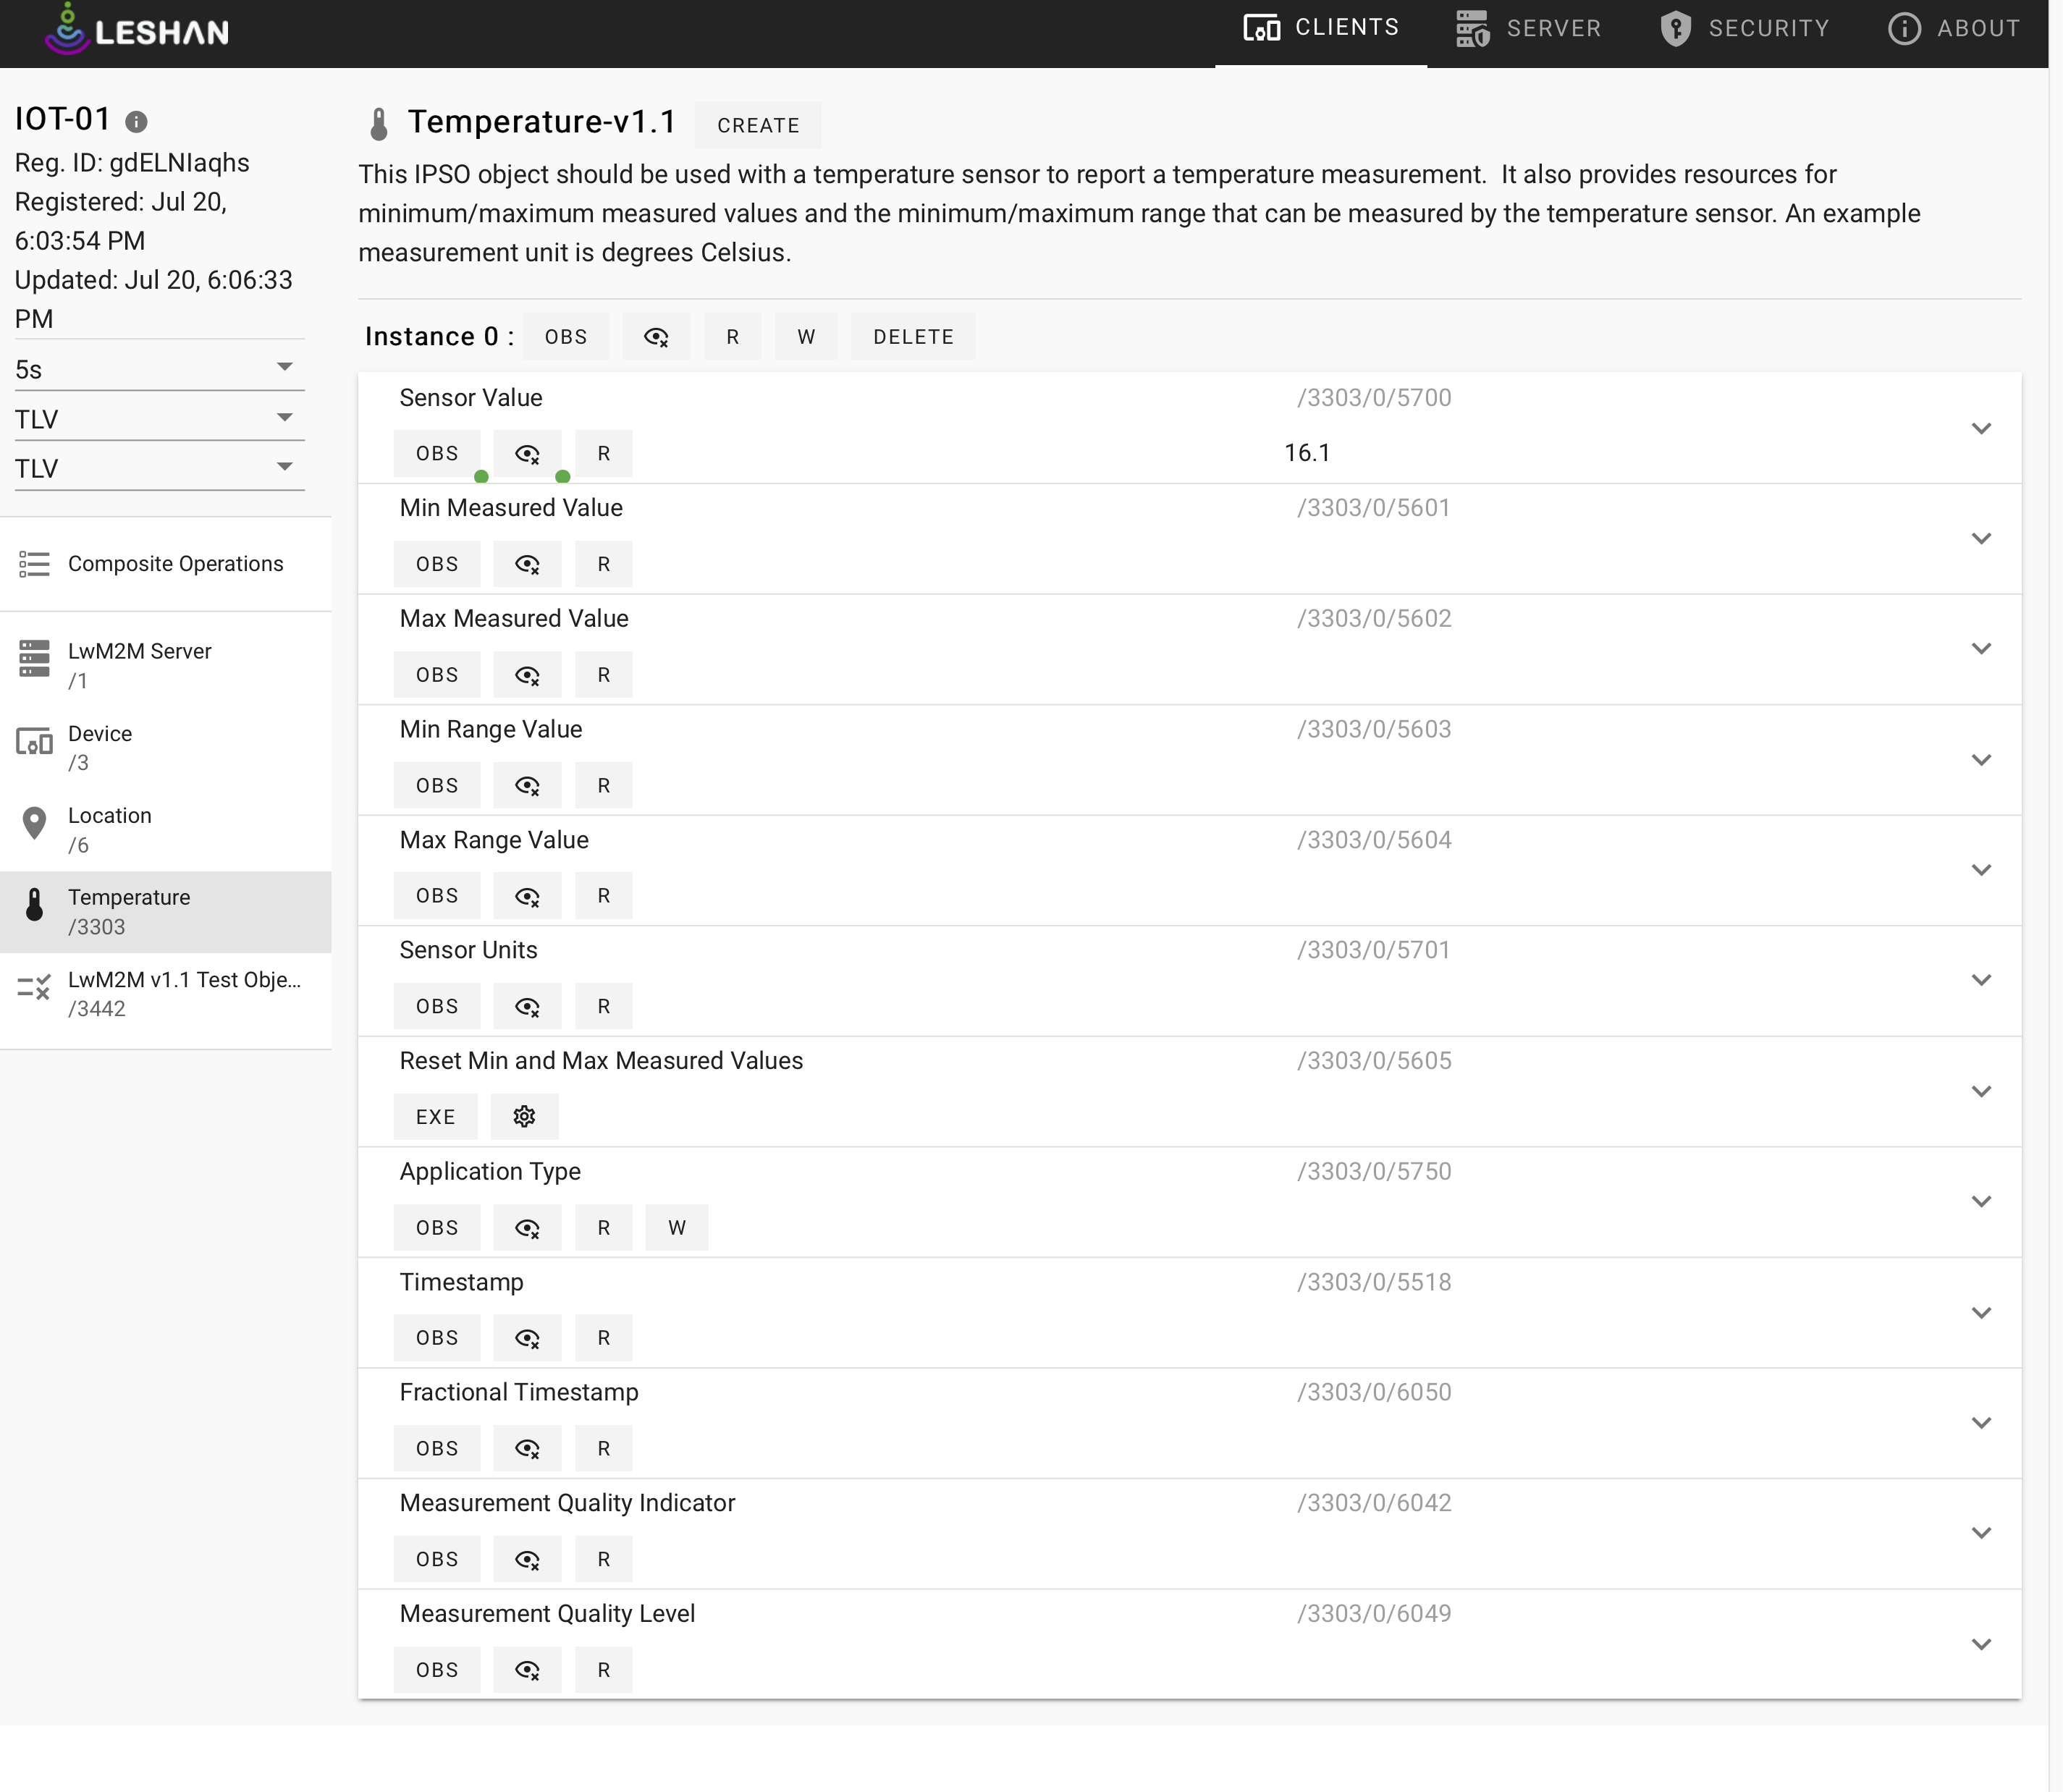 LESHAN
CLIENTS
SERVER
SECURITY
ABOUT
IOT-01
Reg. ID: gdELNIaqhs
Registered: Jul 20,
6:03:54 PM
Updated: Jul 20, 6:06:33
PM
5s
TLV
TLV
Composite Operations
LwM2M Server
/1
Device
/3
Location
/6
Temperature
/3303
LwM2M v1.1 Test Obje...
/3442
Temperature-v1.1 CREATE
This IPSO object should be used with a temperature sensor to report a temperature measurement.  It also provides resources for
minimum/maximum measured values and the minimum/maximum range that can be measured by the temperature sensor. An example
measurement unit is degrees Celsius.
Instance 0 : OBS R W DELETE
Sensor Value /3303/0/5700
OBS R 16.1
Min Measured Value /3303/0/5601
OBS R
Max Measured Value /3303/0/5602
OBS R
Min Range Value /3303/0/5603
OBS R
Max Range Value /3303/0/5604
OBS R
Sensor Units /3303/0/5701
OBS R
Reset Min and Max Measured Values /3303/0/5605
EXE
Application Type /3303/0/5750
OBS R W
Timestamp /3303/0/5518
OBS R
Fractional Timestamp /3303/0/6050
OBS R
Measurement Quality Indicator /3303/0/6042
OBS R
Measurement Quality Level /3303/0/6049
OBS R